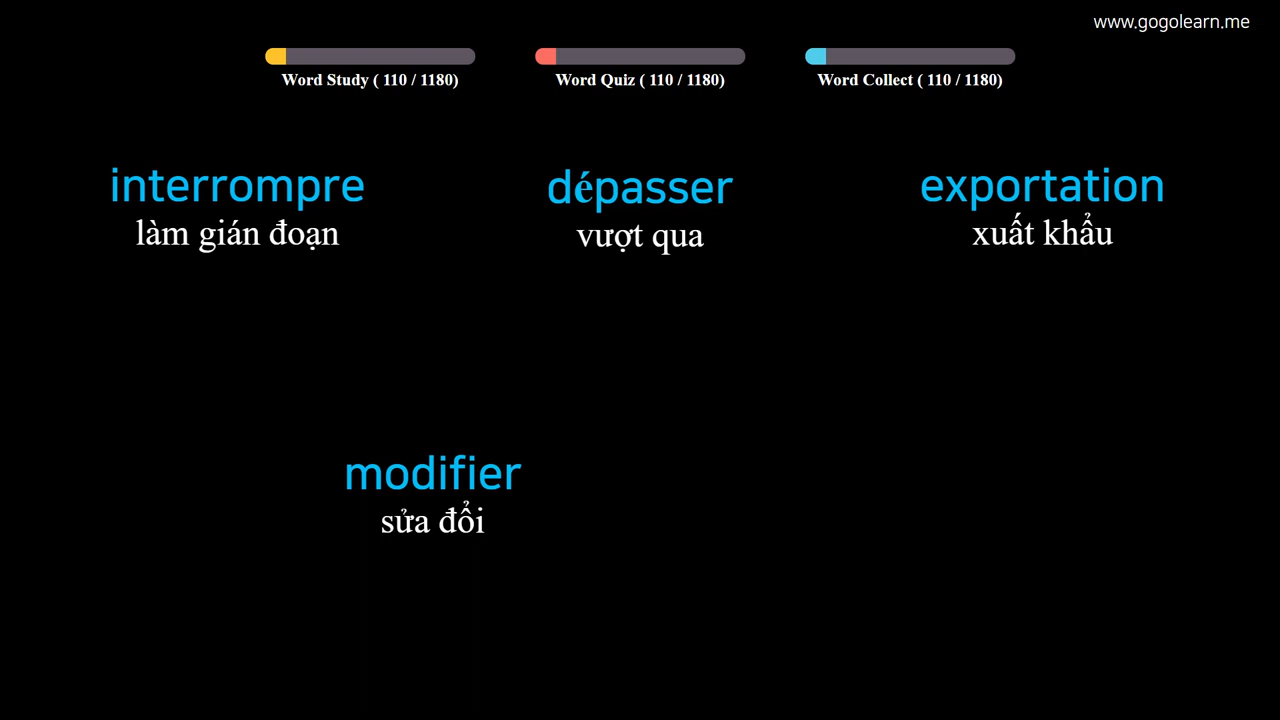 www.gogolearn.me
Word Study ( 110 / 1180)
Word Quiz ( 110 / 1180)
Word Collect ( 110 / 1180)
interrompre
làm gián đoạn
dépasser
vượt qua
exportation
xuất khẩu
modifier
sửa đổi